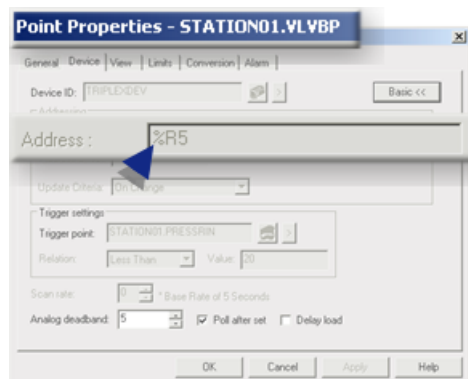 Point Properties - STATION01.VLVBP
General Device View Limits Conversion Alarm
Device ID: TRIPLEXDEV Basic <<
Addressing
Address : %R5
Update Criteria: On Change
Trigger settings
Trigger point: STATION01.PRESSRIN
Relation: Less Than Value: 20
Scan rate: 0 * Base Rate of 5 Seconds
Analog deadband: 5 Poll after set Delay load
OK Cancel Apply Help